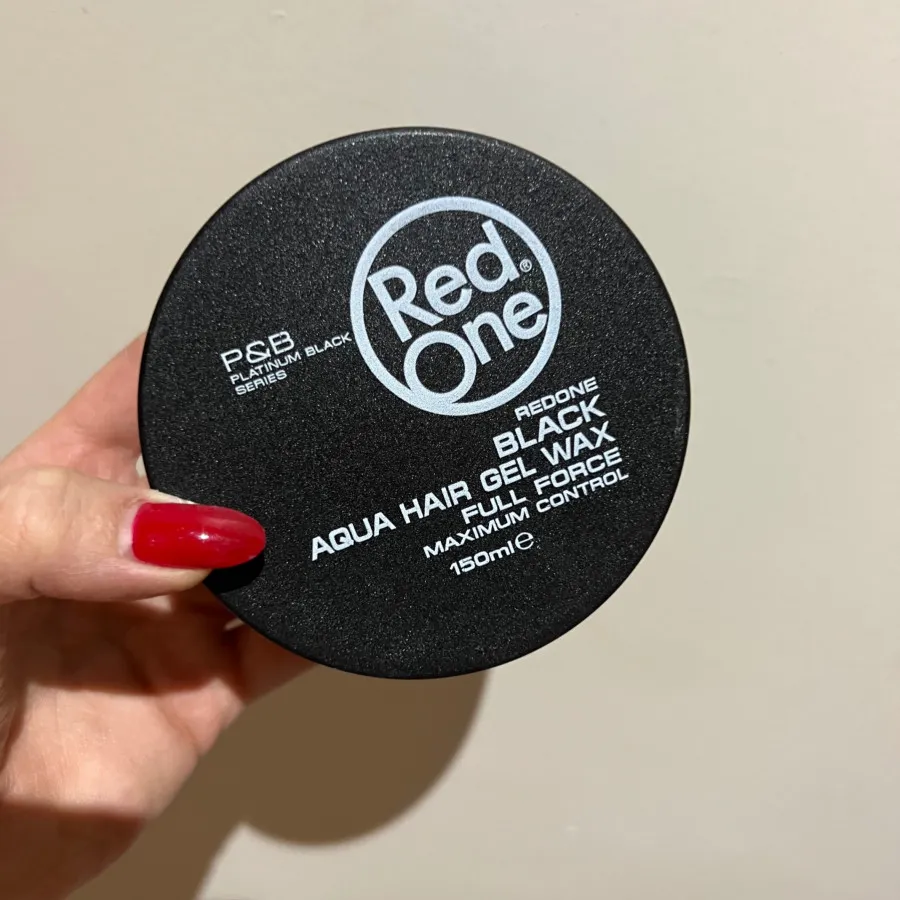 Red®
One
P&B
PLATINUM BLACK
SERIES
REDONE
BLACK
AQUA HAIR GEL WAX
FULL FORCE
MAXIMUM CONTROL
150ml℮